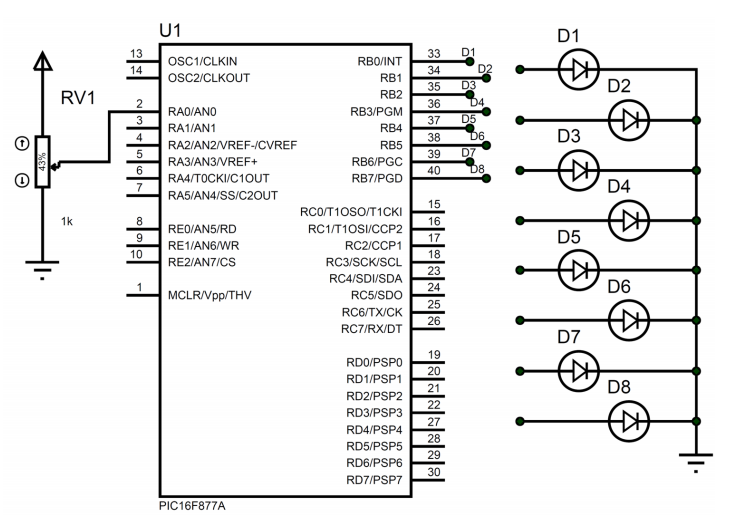 U1
13 OSC1/CLKIN
14 OSC2/CLKOUT
2 RA0/AN0
3 RA1/AN1
4 RA2/AN2/VREF-/CVREF
5 RA3/AN3/VREF+
6 RA4/T0CKI/C1OUT
7 RA5/AN4/SS/C2OUT
8 RE0/AN5/RD
9 RE1/AN6/WR
10 RE2/AN7/CS
1 MCLR/Vpp/THV
RB0/INT 33 D1
RB1 34 D2
RB2 35 D3
RB3/PGM 36 D4
RB4 37 D5
RB5 38 D6
RB6/PGC 39 D7
RB7/PGD 40 D8
RC0/T1OSO/T1CKI 15
RC1/T1OSI/CCP2 16
RC2/CCP1 17
RC3/SCK/SCL 18
RC4/SDI/SDA 23
RC5/SDO 24
RC6/TX/CK 25
RC7/RX/DT 26
RD0/PSP0 19
RD1/PSP1 20
RD2/PSP2 21
RD3/PSP3 22
RD4/PSP4 27
RD5/PSP5 28
RD6/PSP6 29
RD7/PSP7 30
PIC16F877A
RV1
43%
1k
D1
D2
D3
D4
D5
D6
D7
D8